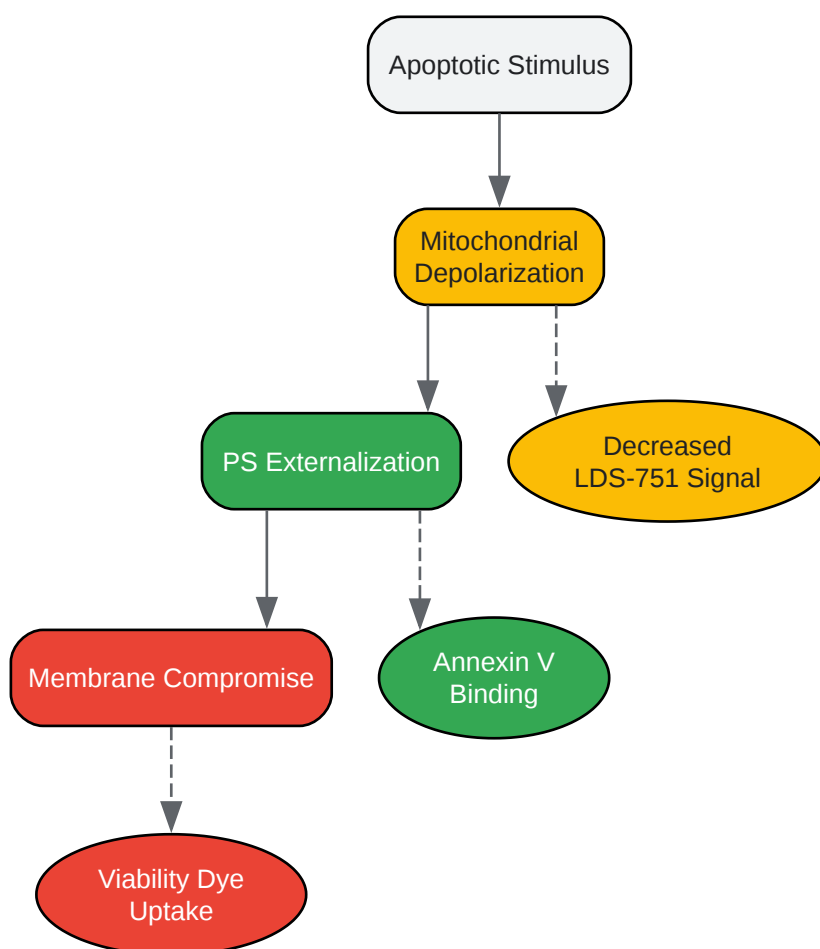 Apoptotic Stimulus
Mitochondrial
Depolarization
PS Externalization
Decreased
LDS-751 Signal
Membrane Compromise
Annexin V
Binding
Viability Dye
Uptake